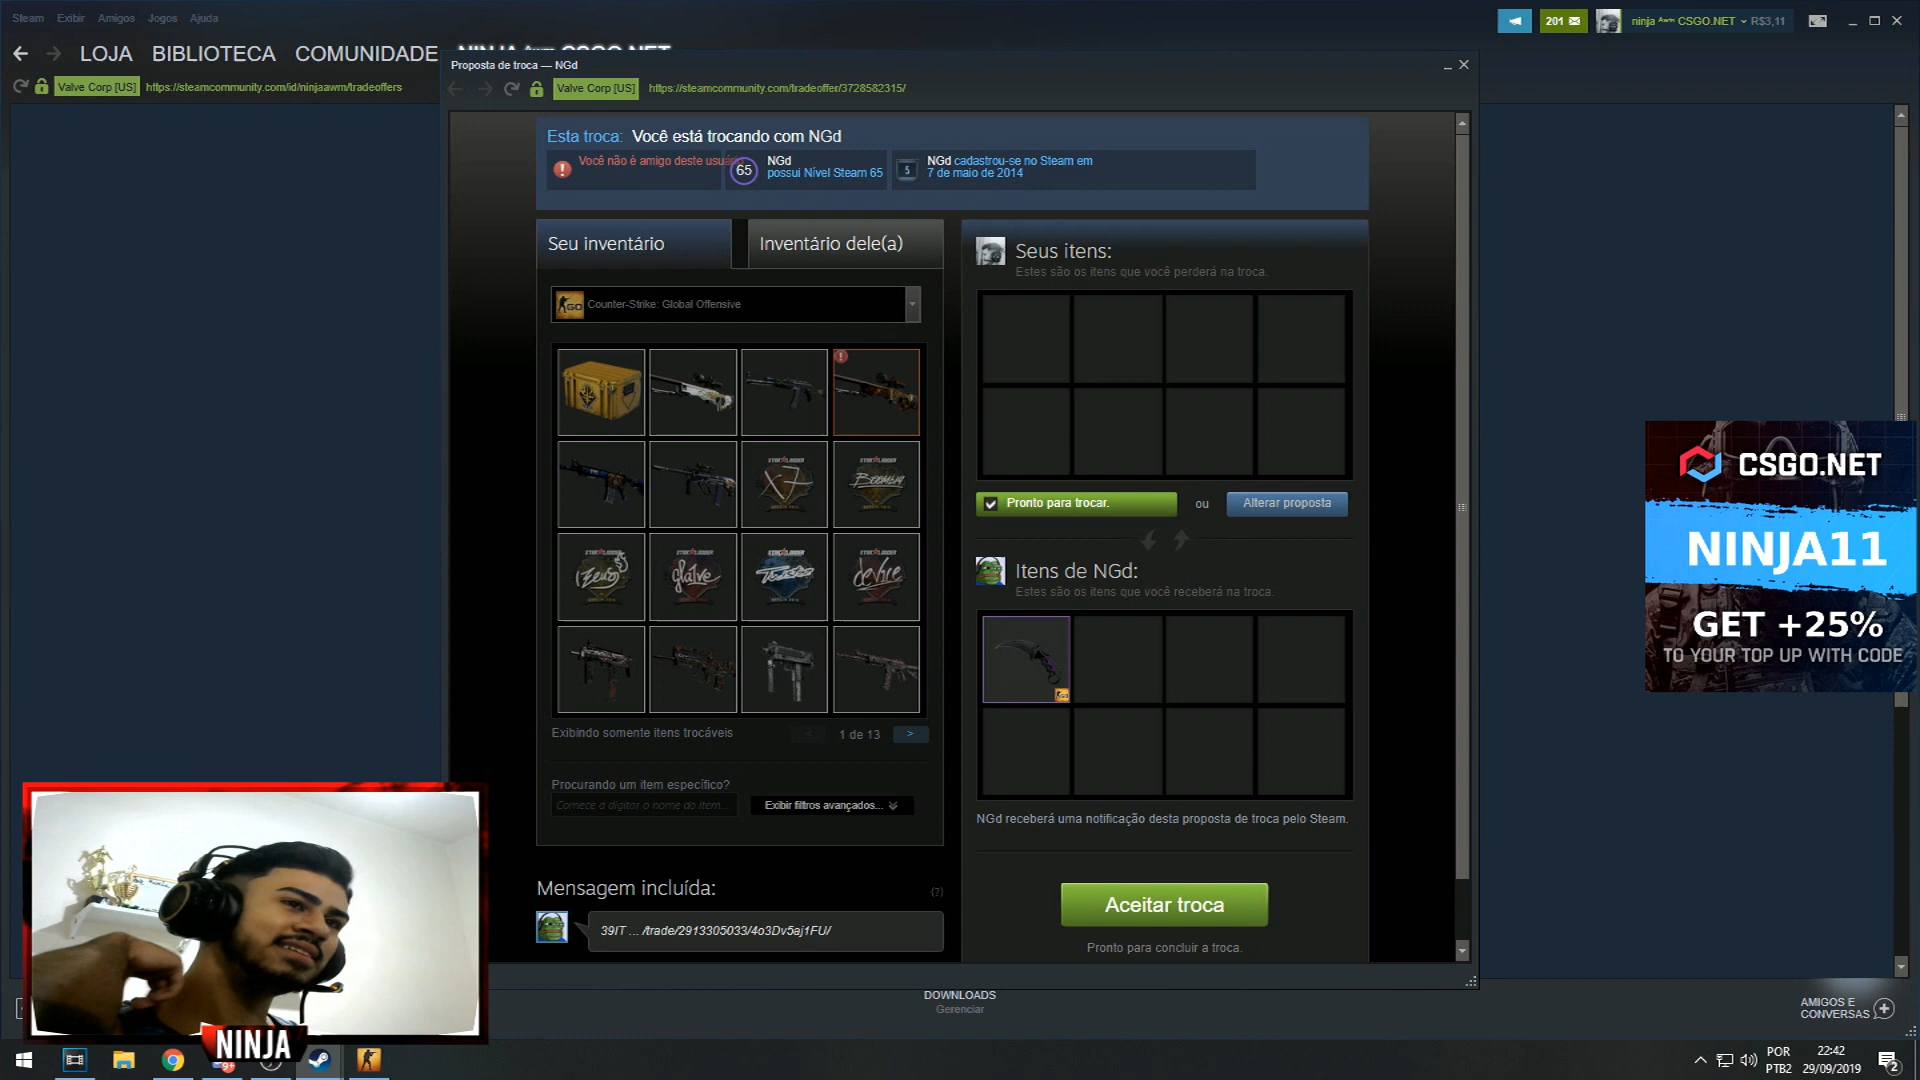 Steam Exibir Amigos Jogos Ajuda
201
ninja ᴬʷᵐ CSGO.NET R$3,11
LOJA BIBLIOTECA COMUNIDADE
Valve Corp [US] https://steamcommunity.com/id/ninjaawm/tradeoffers
Proposta de troca — NGd
Valve Corp [US] https://steamcommunity.com/tradeoffer/3728582315/
Esta troca: Você está trocando com NGd
Você não é amigo deste usuá
65
NGd
possui Nível Steam 65
5
NGd cadastrou-se no Steam em
7 de maio de 2014
Seu inventário
Inventário dele(a)
Counter-Strike: Global Offensive
Exibindo somente itens trocáveis
< 1 de 13 >
Procurando um item específico?
Comece a digitar o nome do item...
Exibir filtros avançados...
Mensagem incluída: (?)
39IT ... /trade/2913305033/4o3Dv5aj1FU/
Seus itens:
Estes são os itens que você perderá na troca.
Pronto para trocar.
ou
Alterar proposta
Itens de NGd:
Estes são os itens que você receberá na troca.
NGd receberá uma notificação desta proposta de troca pelo Steam.
Aceitar troca
Pronto para concluir a troca.
CSGO.NET
NINJA11
GET +25%
TO YOUR TOP UP WITH CODE
NINJA
DOWNLOADS
Gerenciar
AMIGOS E
CONVERSAS
POR
PTB2
22:42
29/09/2019
2